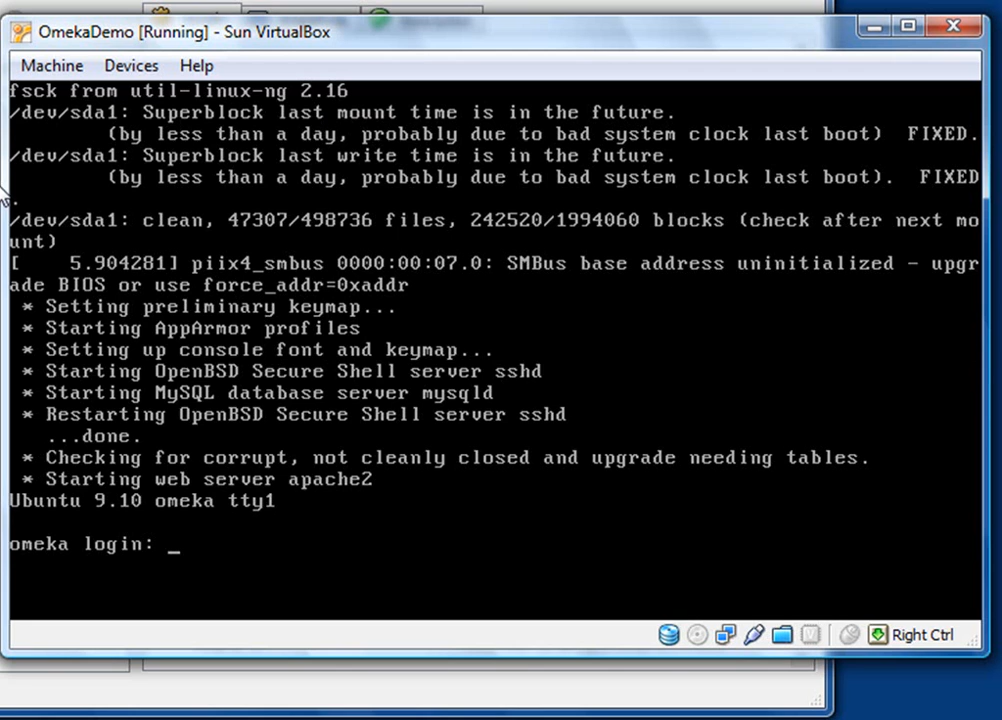 OmekaDemo [Running] - Sun VirtualBox
Machine Devices Help
fsck from util-linux-ng 2.16
/dev/sda1: Superblock last mount time is in the future.
(by less than a day, probably due to bad system clock last boot) FIXED.
/dev/sda1: Superblock last write time is in the future.
(by less than a day, probably due to bad system clock last boot). FIXED
.
/dev/sda1: clean, 47307/498736 files, 242520/1994060 blocks (check after next mo
unt)
[ 5.904281] piix4_smbus 0000:00:07.0: SMBus base address uninitialized - upgr
ade BIOS or use force_addr=0xaddr
* Setting preliminary keymap...
* Starting AppArmor profiles
* Setting up console font and keymap...
* Starting OpenBSD Secure Shell server sshd
* Starting MySQL database server mysqld
* Restarting OpenBSD Secure Shell server sshd
...done.
* Checking for corrupt, not cleanly closed and upgrade needing tables.
* Starting web server apache2
Ubuntu 9.10 omeka tty1
omeka login: _
Right Ctrl